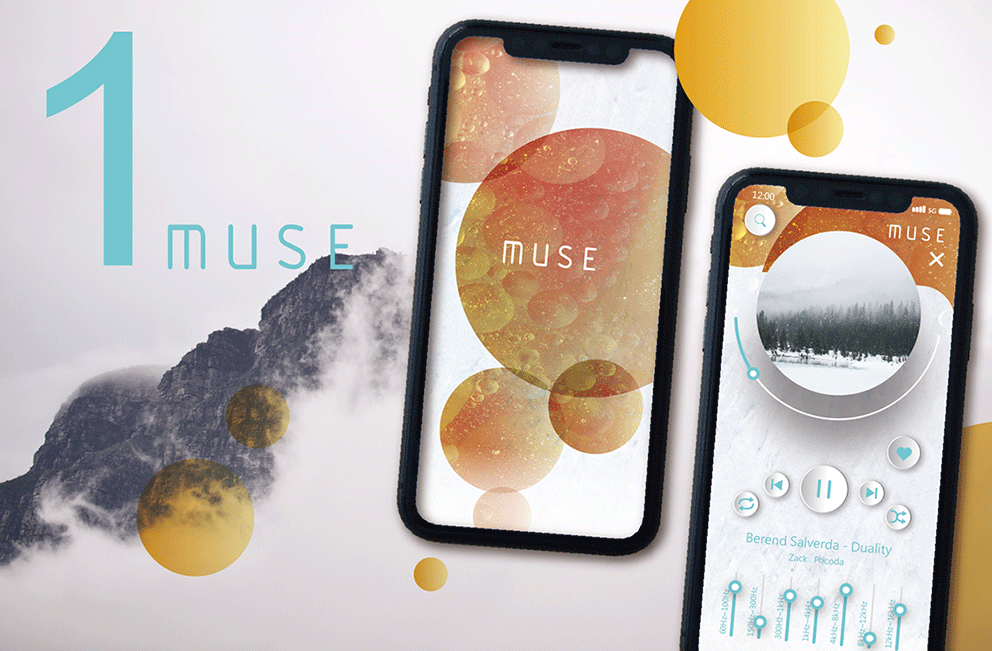 1
MUSE
MUSE
12:00
5G
MUSE
Berend Salverda - Duality
Zack . Pocoda
60Hz~100Hz
150Hz~300Hz
300Hz~1kHz
1kHz~4kHz
4kHz~8kHz
8kHz~12kHz
12kHz~16kHz